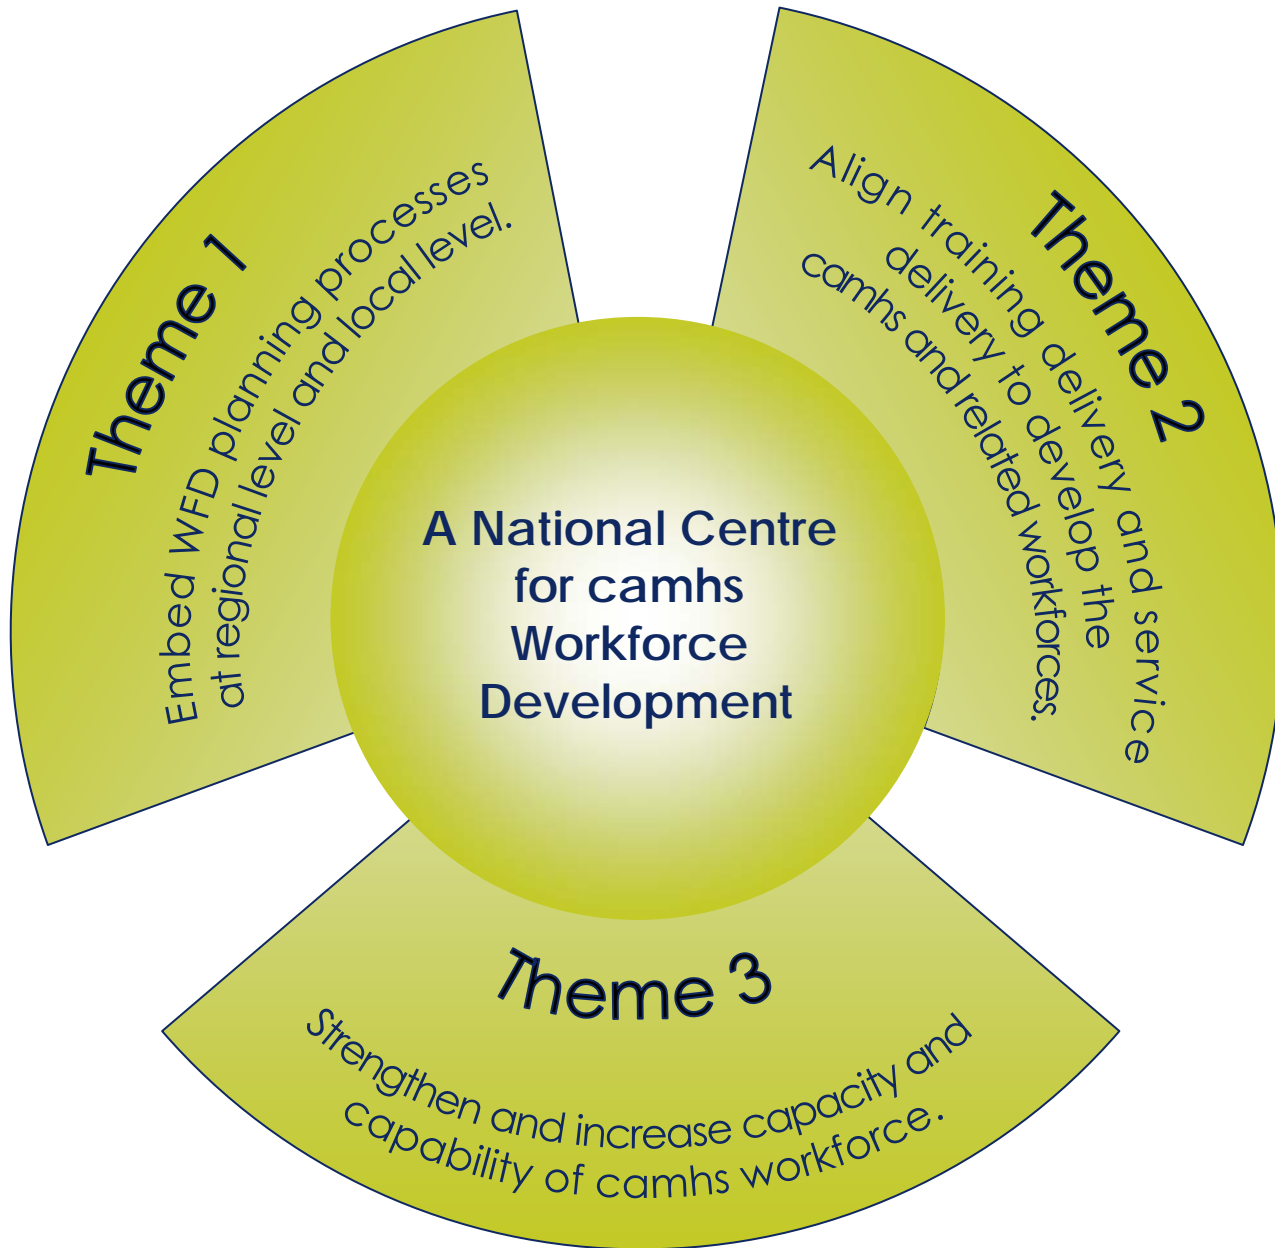 Theme 1
Embed WFD planning processes
at regional level and local level.
Theme 2
Align training delivery and service
delivery to develop the
camhs and related workforces.
A National Centre
for camhs
Workforce
Development
Theme 3
Strengthen and increase capacity and
capability of camhs workforce.